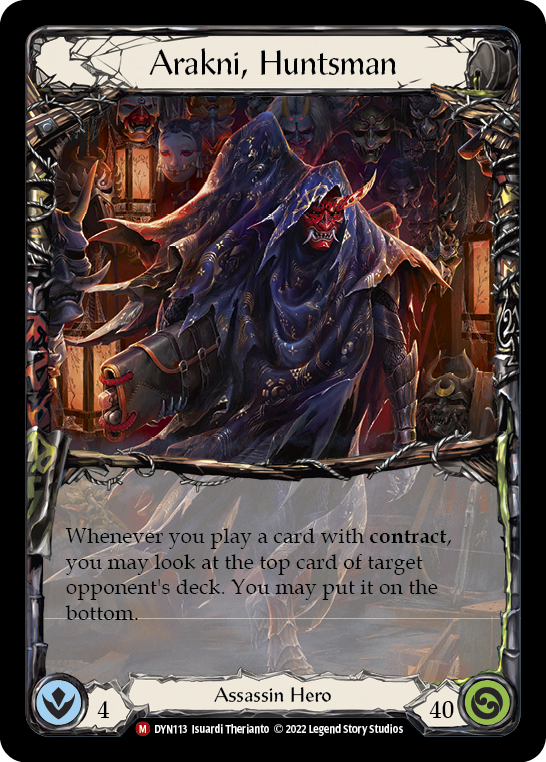 Arakni, Huntsman
Whenever you play a card with contract,
you may look at the top card of target
opponent's deck. You may put it on the
bottom.
Assassin Hero
4
40
M DYN113 Isuardi Therianto © 2022 Legend Story Studios